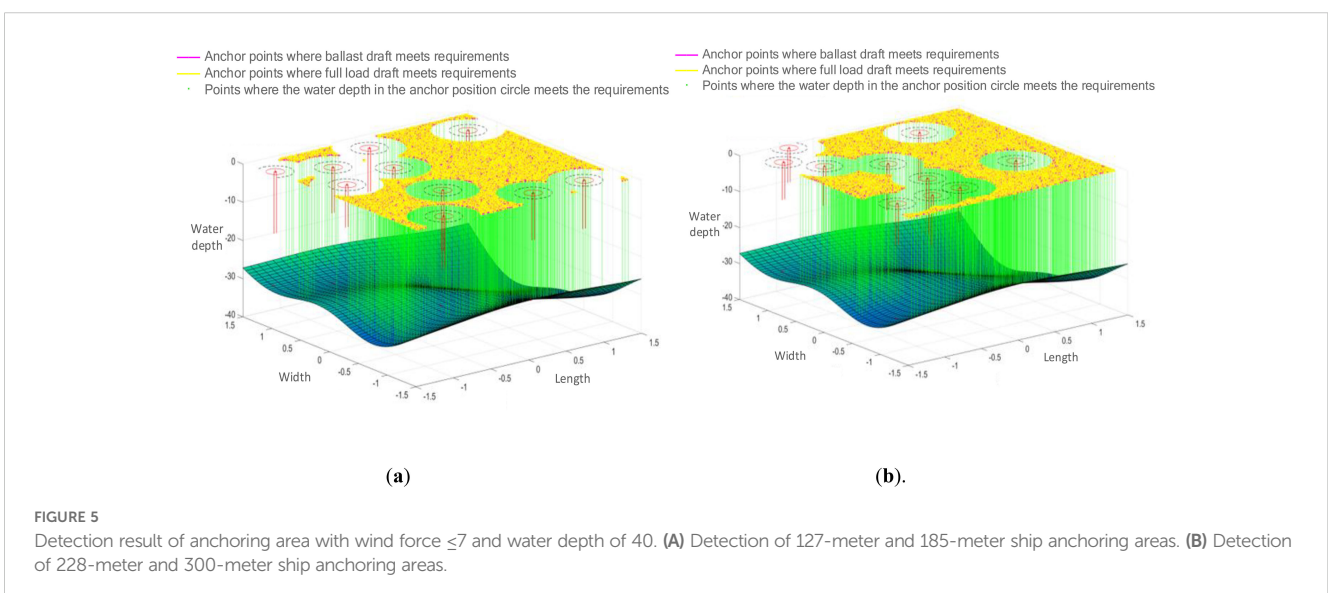 Anchor points where ballast draft meets requirements
Anchor points where full load draft meets requirements
Points where the water depth in the anchor position circle meets the requirements
0
-10
Water
depth
-20
-30
-40
1.5
1
0.5
0
Width
-0.5
-1
-1.5
-1.5
-1
-0.5
0
Length
0.5
1
1.5
(a)
Anchor points where ballast draft meets requirements
Anchor points where full load draft meets requirements
Points where the water depth in the anchor position circle meets the requirements
0
-10
Water
depth
-20
-30
-40
1.5
1
0.5
0
Width
-0.5
-1
-1.5
-1.5
-1
-0.5
0
Length
0.5
1
1.5
(b).
FIGURE 5
Detection result of anchoring area with wind force ≤7 and water depth of 40. (A) Detection of 127-meter and 185-meter ship anchoring areas. (B) Detection
of 228-meter and 300-meter ship anchoring areas.